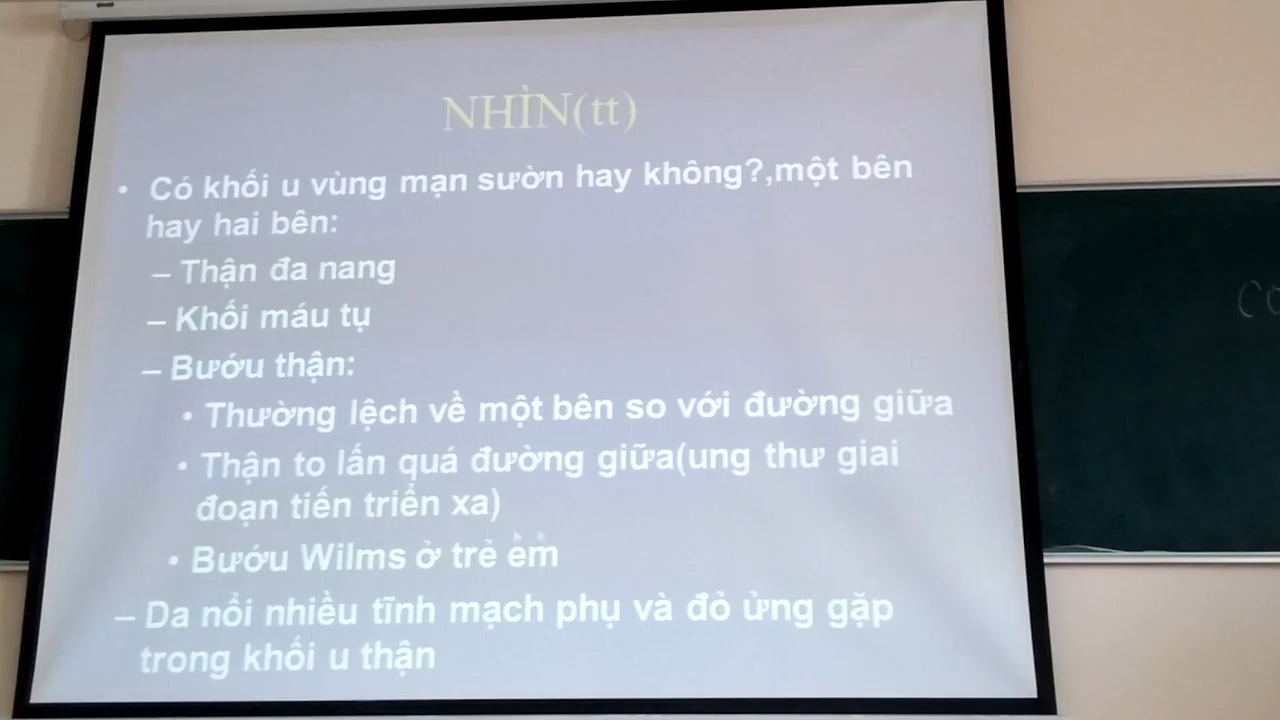 NHÌN(tt)
• Có khối u vùng mạn sườn hay không?,một bên
hay hai bên:
– Thận đa nang
– Khối máu tụ
– Bướu thận:
• Thường lệch về một bên so với đường giữa
• Thận to lấn quá đường giữa(ung thư giai
đoạn tiến triển xa)
• Bướu Wilms ở trẻ em
– Da nổi nhiều tĩnh mạch phụ và đỏ ửng gặp
trong khối u thận